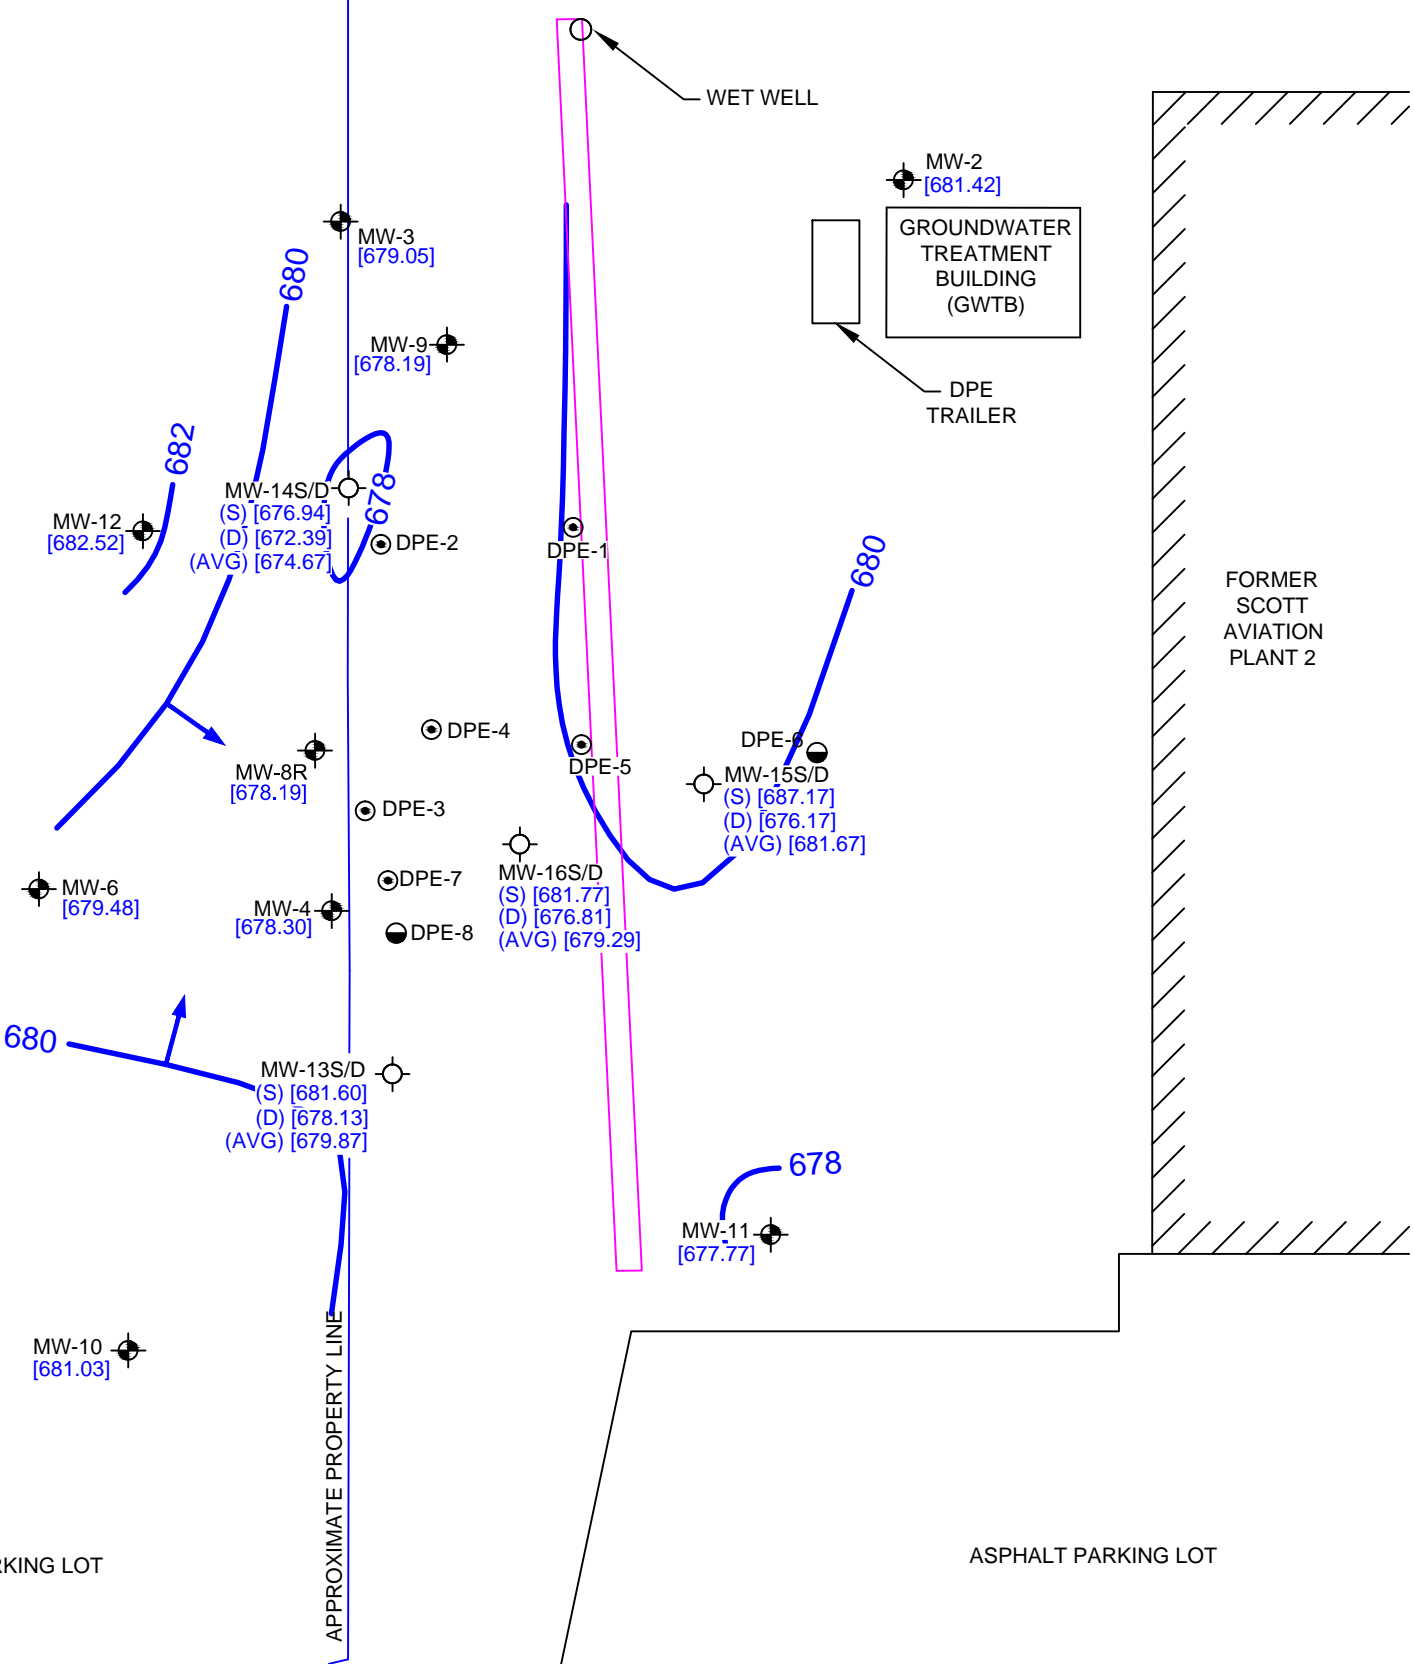 WET WELL
MW-2
[681.42]
GROUNDWATER
TREATMENT
BUILDING
(GWTB)
MW-3
[679.05]
680
MW-9
[678.19]
DPE
TRAILER
682
MW-14S/D
(S) [676.94]
(D) [672.39]
(AVG) [674.67]
678
MW-12
[682.52]
DPE-2
DPE-1
680
FORMER
SCOTT
AVIATION
PLANT 2
DPE-4
DPE-6
MW-8R
[678.19]
DPE-5
MW-15S/D
(S) [687.17]
(D) [676.17]
(AVG) [681.67]
DPE-3
MW-16S/D
(S) [681.77]
(D) [676.81]
(AVG) [679.29]
DPE-7
MW-6
[679.48]
MW-4
[678.30]
DPE-8
680
MW-13S/D
(S) [681.60]
(D) [678.13]
(AVG) [679.87]
678
MW-11
[677.77]
MW-10
[681.03]
APPROXIMATE PROPERTY LINE
RKING LOT
ASPHALT PARKING LOT